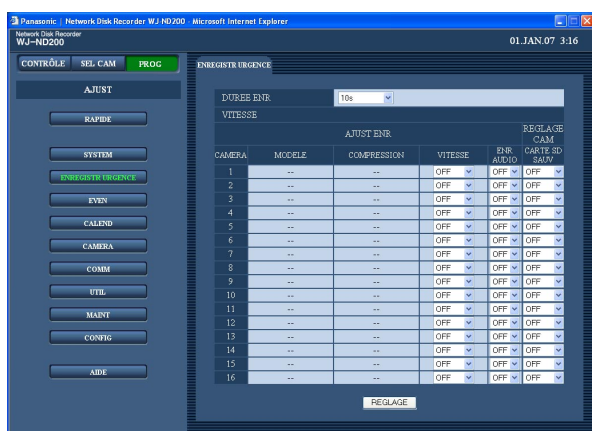 Panasonic | Network Disk Recorder WJ-ND200 - Microsoft Internet Explorer
Network Disk Recorder
WJ-ND200
01.JAN.07 3:16
CONTRÔLE SEL CAM PROG
AJUST
RAPIDE
SYSTEM
ENREGISTR URGENCE
EVEN
CALEND
CAMERA
COMM
UTIL
MAINT
CONFIG
AIDE
ENREGISTR URGENCE
DUREE ENR 10s
VITESSE
AJUST ENR REGLAGE CAM
CAMERA MODELE COMPRESSION VITESSE ENR AUDIO CARTE SD SAUV
1 -- -- OFF OFF OFF
2 -- -- OFF OFF OFF
3 -- -- OFF OFF OFF
4 -- -- OFF OFF OFF
5 -- -- OFF OFF OFF
6 -- -- OFF OFF OFF
7 -- -- OFF OFF OFF
8 -- -- OFF OFF OFF
9 -- -- OFF OFF OFF
10 -- -- OFF OFF OFF
11 -- -- OFF OFF OFF
12 -- -- OFF OFF OFF
13 -- -- OFF OFF OFF
14 -- -- OFF OFF OFF
15 -- -- OFF OFF OFF
16 -- -- OFF OFF OFF
REGLAGE